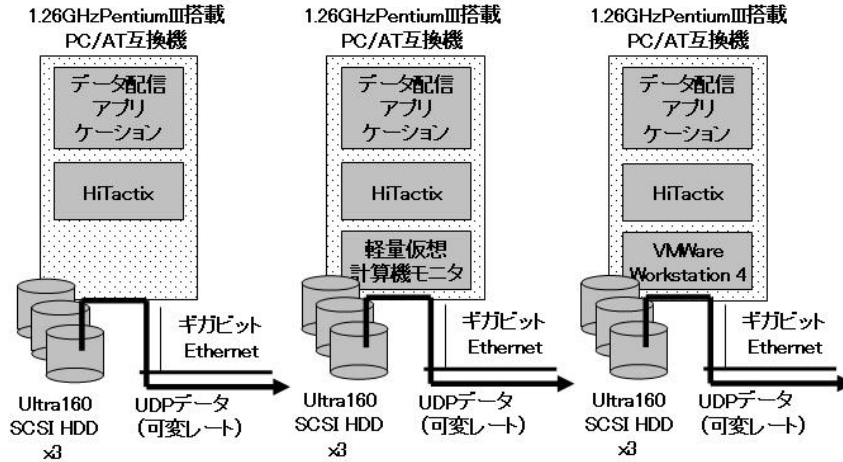 1.26GHzPentiumⅢ搭載
PC/AT互換機
データ配信
アプリ
ケーション
HiTactix
ギガビット
Ethernet
Ultra160
SCSI HDD
x3
UDPデータ
(可変レート)
1.26GHzPentiumⅢ搭載
PC/AT互換機
データ配信
アプリ
ケーション
HiTactix
軽量仮想
計算機モニタ
ギガビット
Ethernet
Ultra160
SCSI HDD
x3
UDPデータ
(可変レート)
1.26GHzPentiumⅢ搭載
PC/AT互換機
データ配信
アプリ
ケーション
HiTactix
VMWare
Workstation 4
ギガビット
Ethernet
Ultra160
SCSI HDD
x3
UDPデータ
(可変レート)